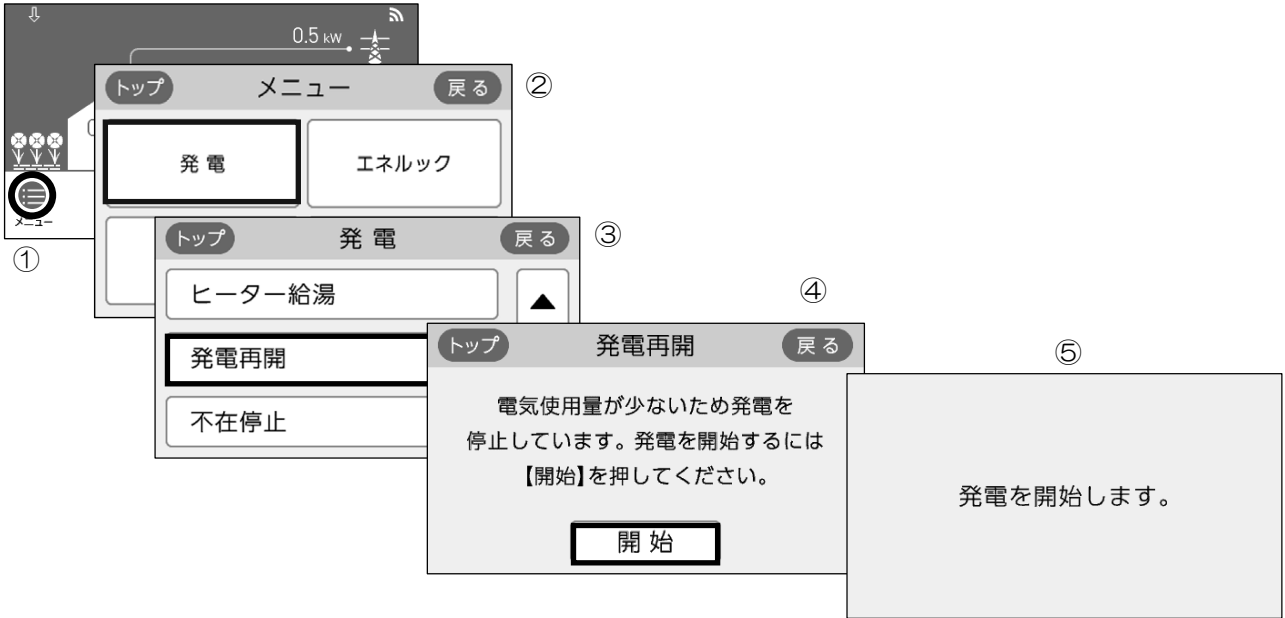 0.5 kW
メニュー
①
トップ メニュー 戻る
②
発電 エネルック
トップ 発電 戻る
③
ヒーター給湯
▲
発電再開
不在停止
④
トップ 発電再開 戻る
電気使用量が少ないため発電を
停止しています。発電を開始するには
【開始】を押してください。
開始
⑤
発電を開始します。